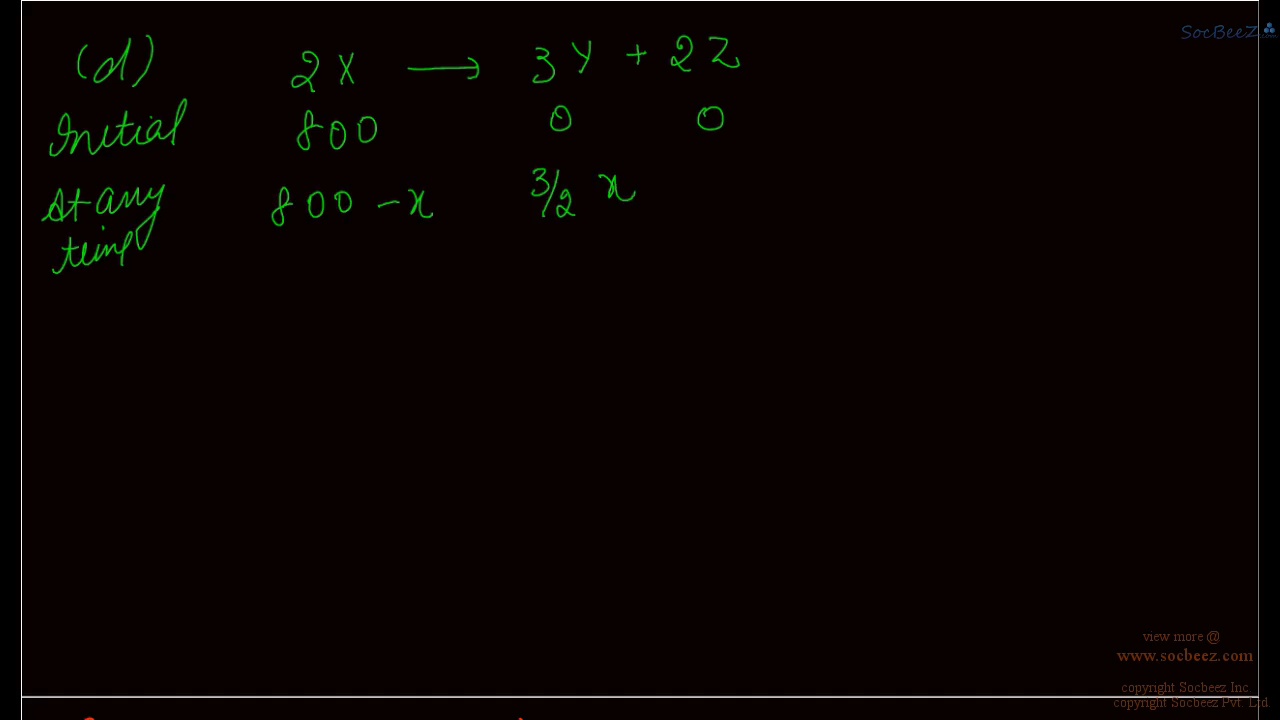 SocBeeZ
(d) 2X ⟶ 3Y + 2Z
Initial 800 0 0
At any 800 - x 3/2 x
time
view more @
www.socbeez.com
copyright Socbeez Inc
copyright Socbeez Pvt Ltd.